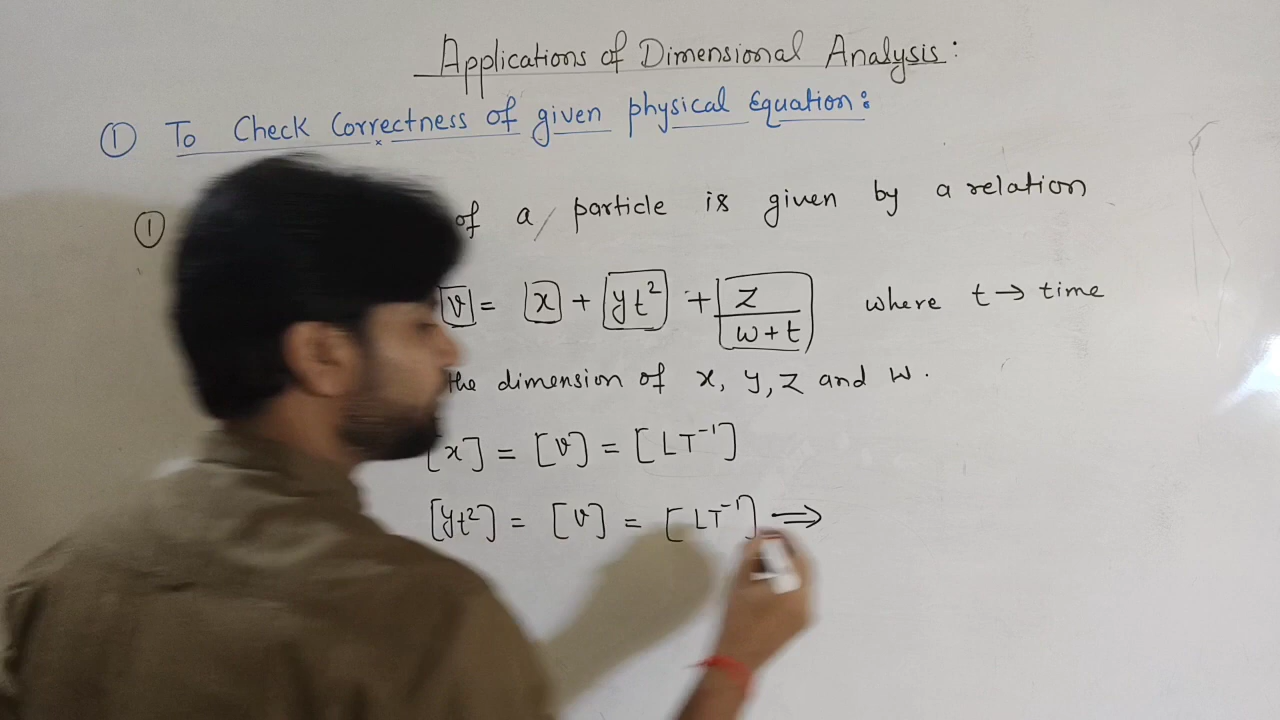 Applications of Dimensional Analysis:
① To Check Correctness of given physical Equation:
① of a particle is given by a relation
v = x + yt² + z/(w+t) where t → time
the dimension of x, y, z and w.
[x] = [v] = [LT⁻¹]
[yt²] = [v] = [LT⁻¹] ⟹